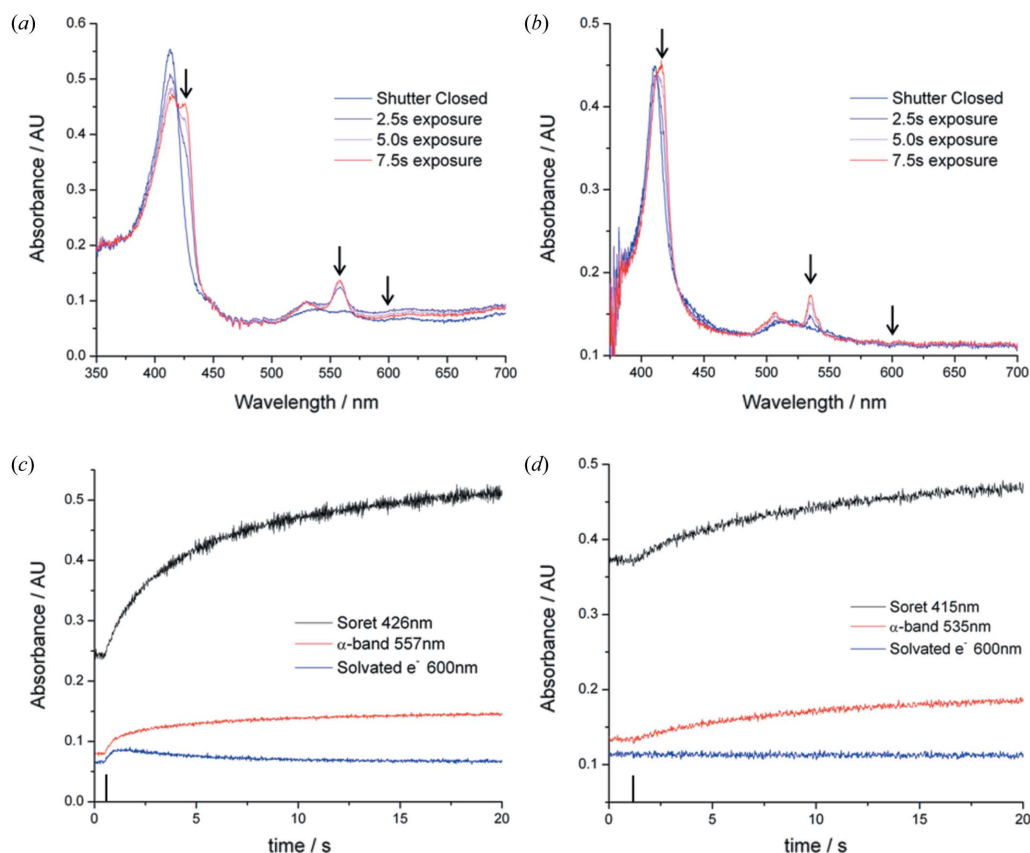 (a)
Absorbance / AU
0.6
0.5
0.4
0.3
0.2
0.1
0.0
Shutter Closed
2.5s exposure
5.0s exposure
7.5s exposure
350 400 450 500 550 600 650 700
Wavelength / nm
(b)
Absorbance / AU
0.5
0.4
0.3
0.2
0.1
Shutter Closed
2.5s exposure
5.0s exposure
7.5s exposure
400 450 500 550 600 650 700
Wavelength / nm
(c)
Absorbance / AU
0.6
0.5
0.4
0.3
0.2
0.1
0.0
Soret 426nm
α-band 557nm
Solvated e⁻ 600nm
0 5 10 15 20
time / s
(d)
Absorbance / AU
0.5
0.4
0.3
0.2
0.1
Soret 415nm
α-band 535nm
Solvated e⁻ 600nm
0 5 10 15 20
time / s